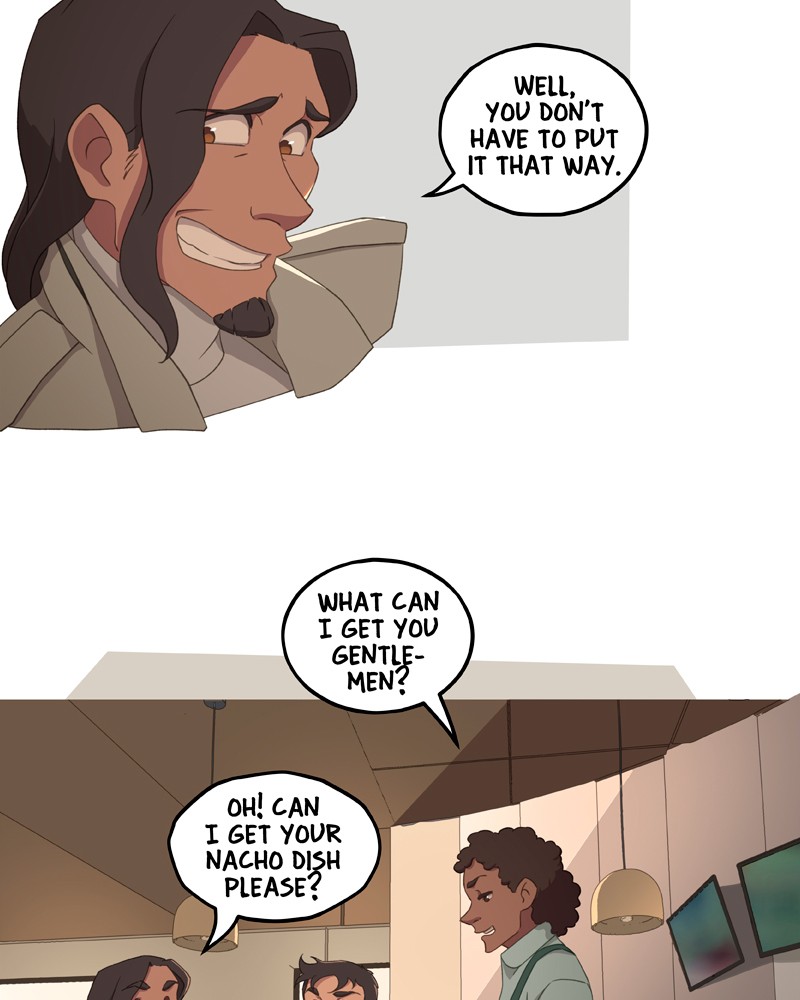 WELL,
YOU DON'T
HAVE TO PUT
IT THAT WAY.
WHAT CAN
I GET YOU
GENTLE-
MEN?
OH! CAN
I GET YOUR
NACHO DISH
PLEASE?